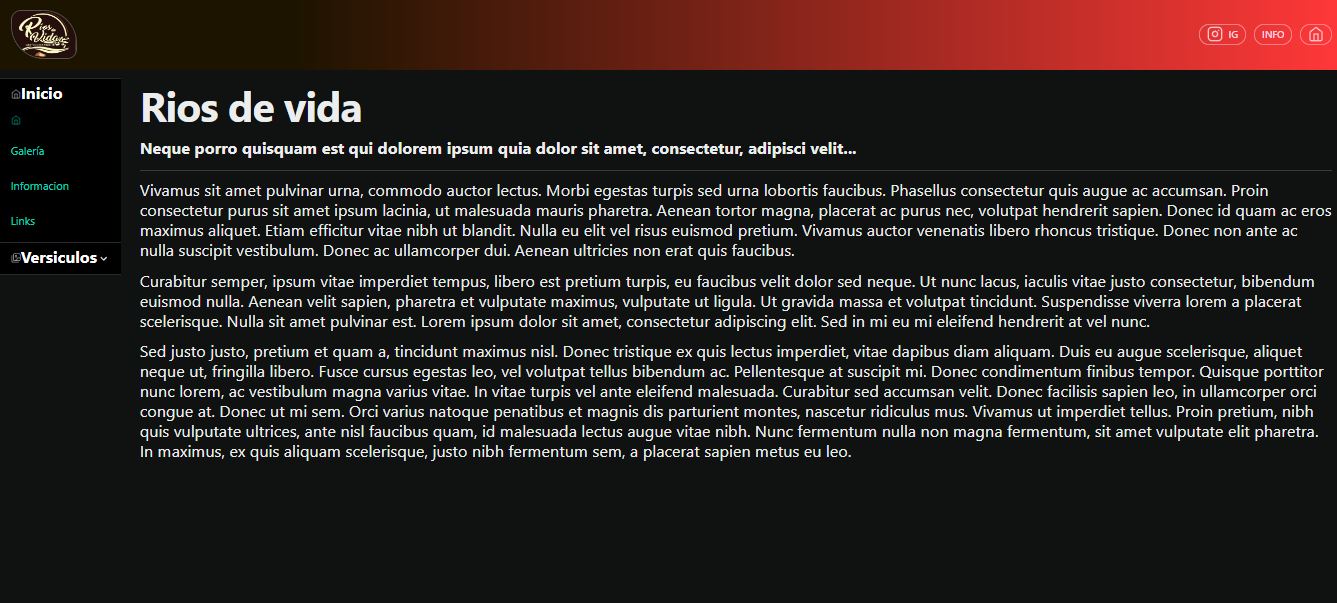 Rios de Vida
IG
INFO
Inicio
Galería
Informacion
Links
Versiculos
Rios de vida
Neque porro quisquam est qui dolorem ipsum quia dolor sit amet, consectetur, adipisci velit...
Vivamus sit amet pulvinar urna, commodo auctor lectus. Morbi egestas turpis sed urna lobortis faucibus. Phasellus consectetur quis augue ac accumsan. Proin
consectetur purus sit amet ipsum lacinia, ut malesuada mauris pharetra. Aenean tortor magna, placerat ac purus nec, volutpat hendrerit sapien. Donec id quam ac eros
maximus aliquet. Etiam efficitur vitae nibh ut blandit. Nulla eu elit vel risus euismod pretium. Vivamus auctor venenatis libero rhoncus tristique. Donec non ante ac
nulla suscipit vestibulum. Donec ac ullamcorper dui. Aenean ultricies non erat quis faucibus.
Curabitur semper, ipsum vitae imperdiet tempus, libero est pretium turpis, eu faucibus velit dolor sed neque. Ut nunc lacus, iaculis vitae justo consectetur, bibendum
euismod nulla. Aenean velit sapien, pharetra et vulputate maximus, vulputate ut ligula. Ut gravida massa et volutpat tincidunt. Suspendisse viverra lorem a placerat
scelerisque. Nulla sit amet pulvinar est. Lorem ipsum dolor sit amet, consectetur adipiscing elit. Sed in mi eu mi eleifend hendrerit at vel nunc.
Sed justo justo, pretium et quam a, tincidunt maximus nisl. Donec tristique ex quis lectus imperdiet, vitae dapibus diam aliquam. Duis eu augue scelerisque, aliquet
neque ut, fringilla libero. Fusce cursus egestas leo, vel volutpat tellus bibendum ac. Pellentesque at suscipit mi. Donec condimentum finibus tempor. Quisque porttitor
nunc lorem, ac vestibulum magna varius vitae. In vitae turpis vel ante eleifend malesuada. Curabitur sed accumsan velit. Donec facilisis sapien leo, in ullamcorper orci
congue at. Donec ut mi sem. Orci varius natoque penatibus et magnis dis parturient montes, nascetur ridiculus mus. Vivamus ut imperdiet tellus. Proin pretium, nibh
quis vulputate ultrices, ante nisl faucibus quam, id malesuada lectus augue vitae nibh. Nunc fermentum nulla non magna fermentum, sit amet vulputate elit pharetra.
In maximus, ex quis aliquam scelerisque, justo nibh fermentum sem, a placerat sapien metus eu leo.